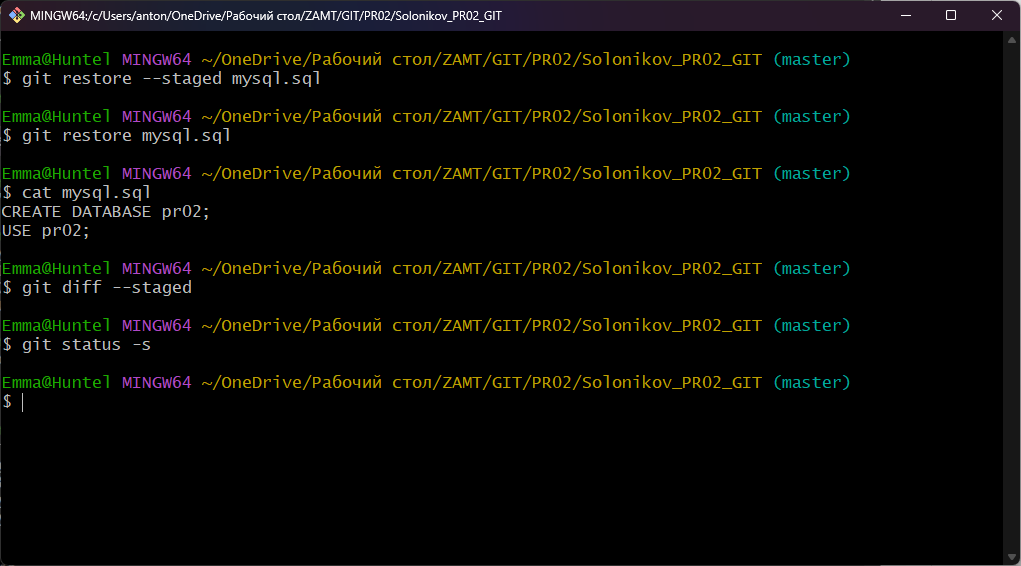 MINGW64:/c/Users/anton/OneDrive/Рабочий стол/ZAMT/GIT/PR02/Solonikov_PR02_GIT
Emma@Huntel MINGW64 ~/OneDrive/Рабочий стол/ZAMT/GIT/PR02/Solonikov_PR02_GIT (master)
$ git restore --staged mysql.sql
Emma@Huntel MINGW64 ~/OneDrive/Рабочий стол/ZAMT/GIT/PR02/Solonikov_PR02_GIT (master)
$ git restore mysql.sql
Emma@Huntel MINGW64 ~/OneDrive/Рабочий стол/ZAMT/GIT/PR02/Solonikov_PR02_GIT (master)
$ cat mysql.sql
CREATE DATABASE pr02;
USE pr02;
Emma@Huntel MINGW64 ~/OneDrive/Рабочий стол/ZAMT/GIT/PR02/Solonikov_PR02_GIT (master)
$ git diff --staged
Emma@Huntel MINGW64 ~/OneDrive/Рабочий стол/ZAMT/GIT/PR02/Solonikov_PR02_GIT (master)
$ git status -s
Emma@Huntel MINGW64 ~/OneDrive/Рабочий стол/ZAMT/GIT/PR02/Solonikov_PR02_GIT (master)
$